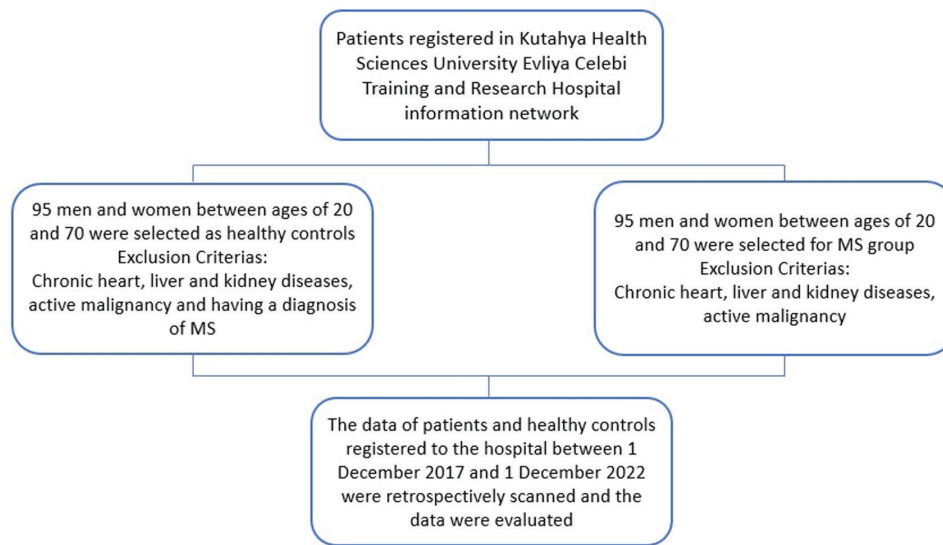 Patients registered in Kutahya Health
Sciences University Evliya Celebi
Training and Research Hospital
information network
95 men and women between ages of 20
and 70 were selected as healthy controls
Exclusion Criterias:
Chronic heart, liver and kidney diseases,
active malignancy and having a diagnosis
of MS
95 men and women between ages of 20
and 70 were selected for MS group
Exclusion Criterias:
Chronic heart, liver and kidney diseases,
active malignancy
The data of patients and healthy controls
registered to the hospital between 1
December 2017 and 1 December 2022
were retrospectively scanned and the
data were evaluated